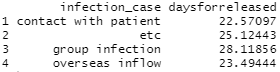 infection_case daysforreleased
1 contact with patient 22.57097
2 etc 25.12443
3 group infection 28.11856
4 overseas inflow 23.49444